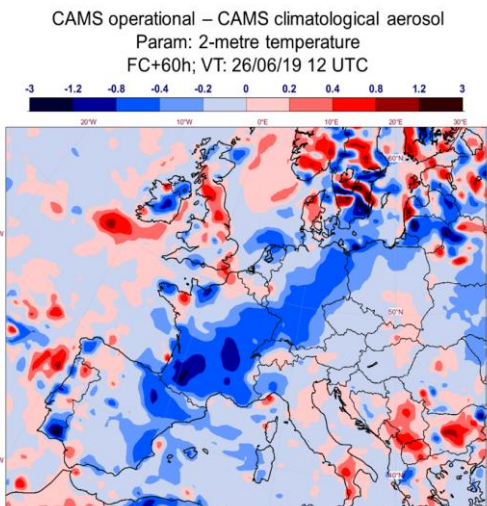 CAMS operational – CAMS climatological aerosol
Param: 2-metre temperature
FC+60h; VT: 26/06/19 12 UTC
-3 -1.2 -0.8 -0.4 -0.2 0 0.2 0.4 0.8 1.2 3
20°W 10°W 0°E 10°E 20°E 30°E
60°N
50°N
40°N